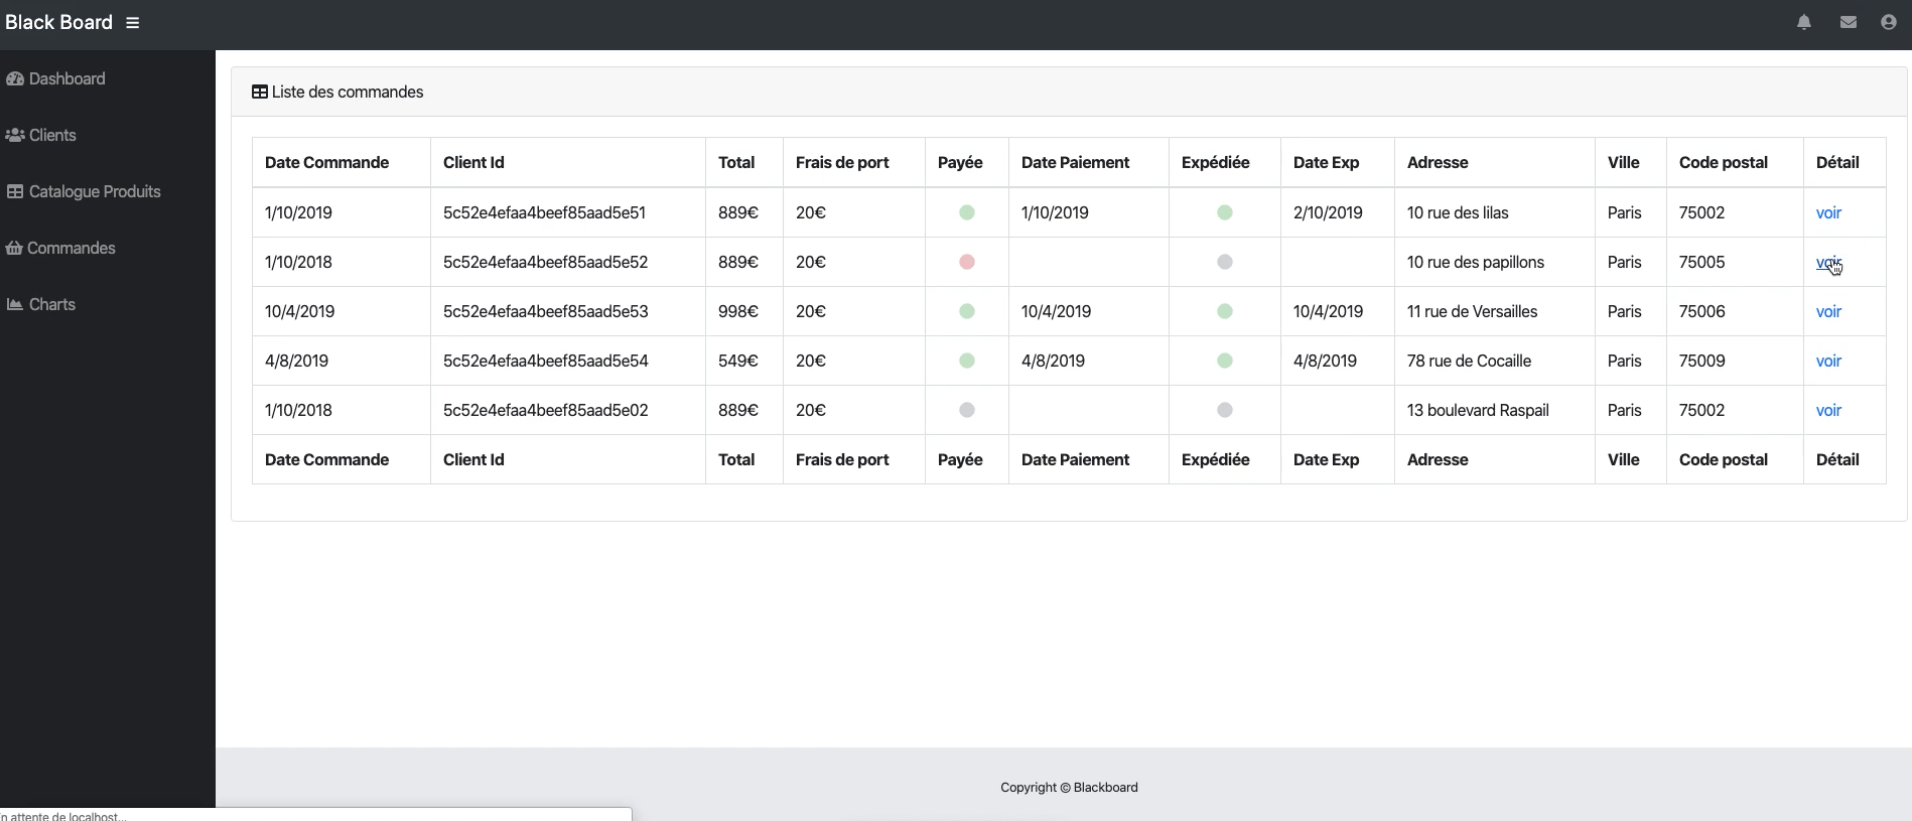 Black Board
Dashboard
Clients
Catalogue Produits
Commandes
Charts
Liste des commandes
Date Commande Client Id Total Frais de port Payée Date Paiement Expédiée Date Exp Adresse Ville Code postal Détail
1/10/2019 5c52e4efaa4beef85aad5e51 889€ 20€ 1/10/2019 2/10/2019 10 rue des lilas Paris 75002 voir
1/10/2018 5c52e4efaa4beef85aad5e52 889€ 20€ 10 rue des papillons Paris 75005 voir
10/4/2019 5c52e4efaa4beef85aad5e53 998€ 20€ 10/4/2019 10/4/2019 11 rue de Versailles Paris 75006 voir
4/8/2019 5c52e4efaa4beef85aad5e54 549€ 20€ 4/8/2019 4/8/2019 78 rue de Cocaille Paris 75009 voir
1/10/2018 5c52e4efaa4beef85aad5e02 889€ 20€ 13 boulevard Raspail Paris 75002 voir
Date Commande Client Id Total Frais de port Payée Date Paiement Expédiée Date Exp Adresse Ville Code postal Détail
Copyright © Blackboard
n attente de localhost...